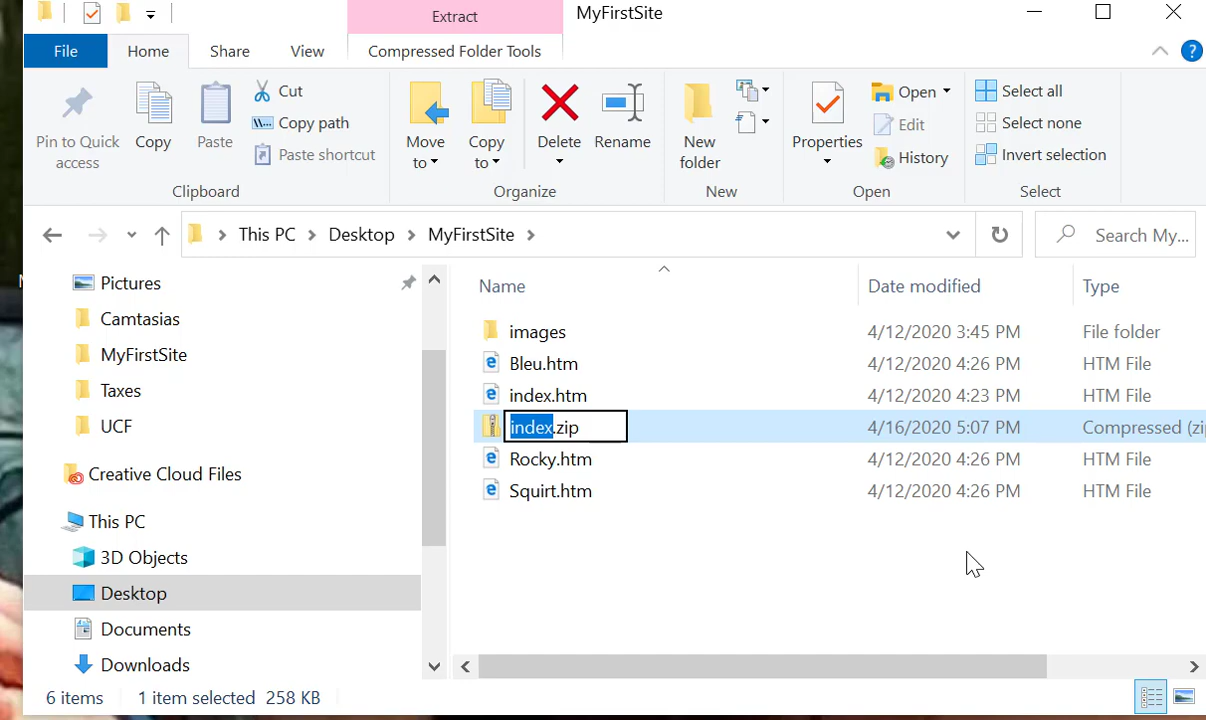 Extract
MyFirstSite
File
Home
Share
View
Compressed Folder Tools
Pin to Quick access
Copy
Paste
Cut
Copy path
Paste shortcut
Move to
Copy to
Delete
Rename
New folder
Properties
Open
Edit
History
Select all
Select none
Invert selection
Clipboard
Organize
New
Open
Select
This PC > Desktop > MyFirstSite >
Search My...
Pictures
Camtasias
MyFirstSite
Taxes
UCF
Creative Cloud Files
This PC
3D Objects
Desktop
Documents
Downloads
Name Date modified Type
images 4/12/2020 3:45 PM File folder
Bleu.htm 4/12/2020 4:26 PM HTM File
index.htm 4/12/2020 4:23 PM HTM File
index.zip 4/16/2020 5:07 PM Compressed (zi
Rocky.htm 4/12/2020 4:26 PM HTM File
Squirt.htm 4/12/2020 4:26 PM HTM File
6 items 1 item selected 258 KB